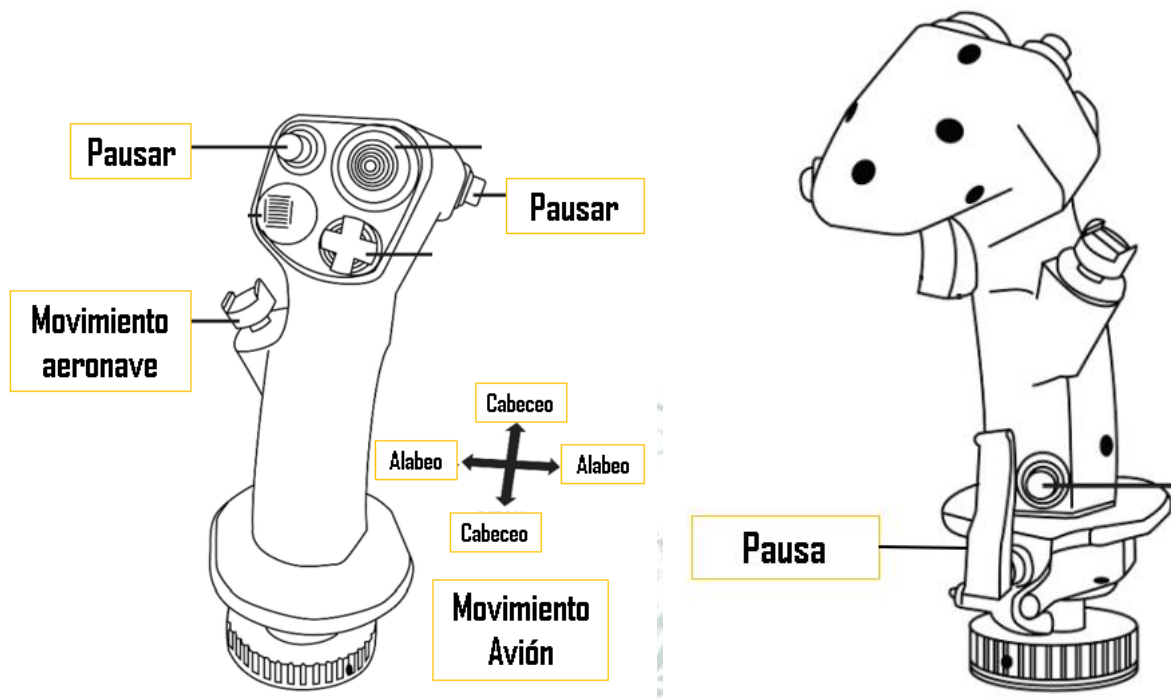 Pausar
Pausar
Movimiento
aeronave
Cabeceo
Alabeo
Alabeo
Cabeceo
Movimiento
Avión
Pausa